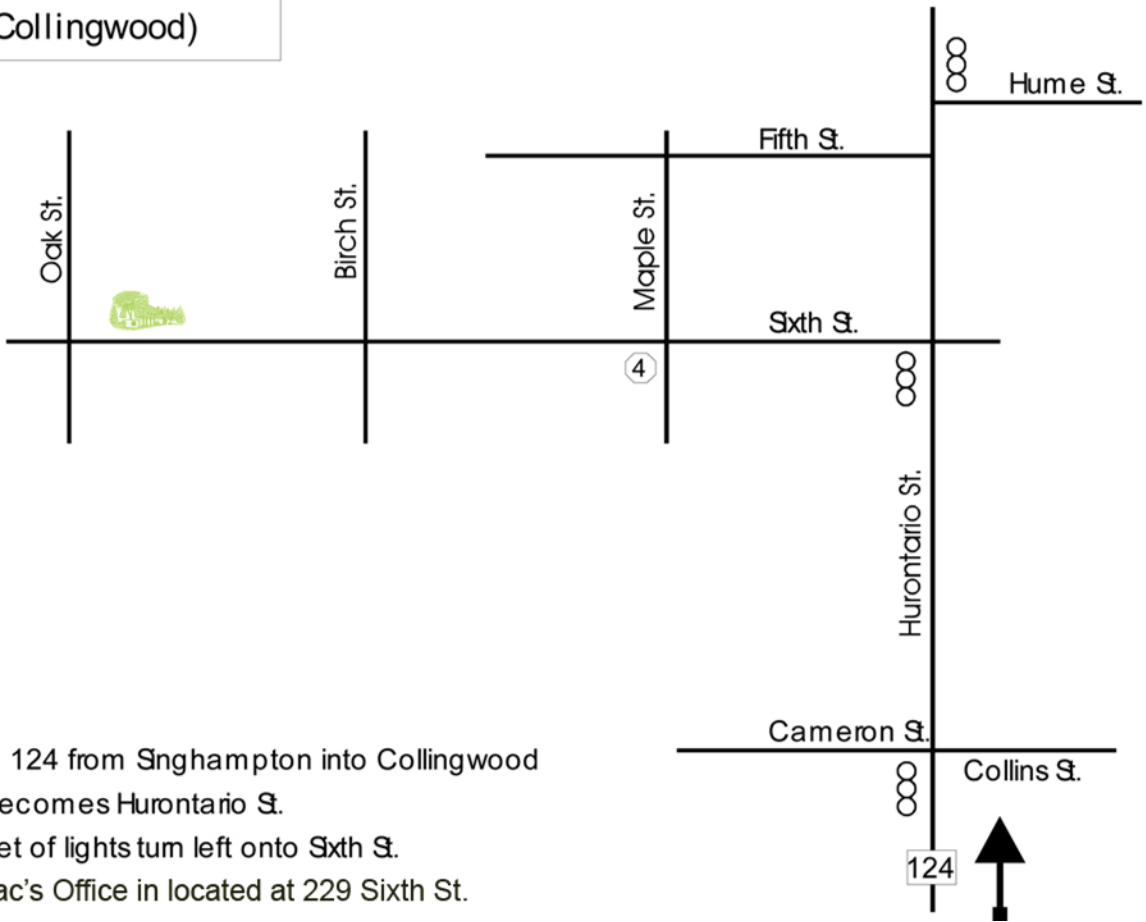 Collingwood)
Hume St.
Fifth St.
Oak St.
Birch St.
Maple St.
Sixth St.
4
Hurontario St.
Cameron St.
Collins St.
124
124 from Singhampton into Collingwood
ecomes Hurontario St.
et of lights turn left onto Sixth St.
ac's Office in located at 229 Sixth St.